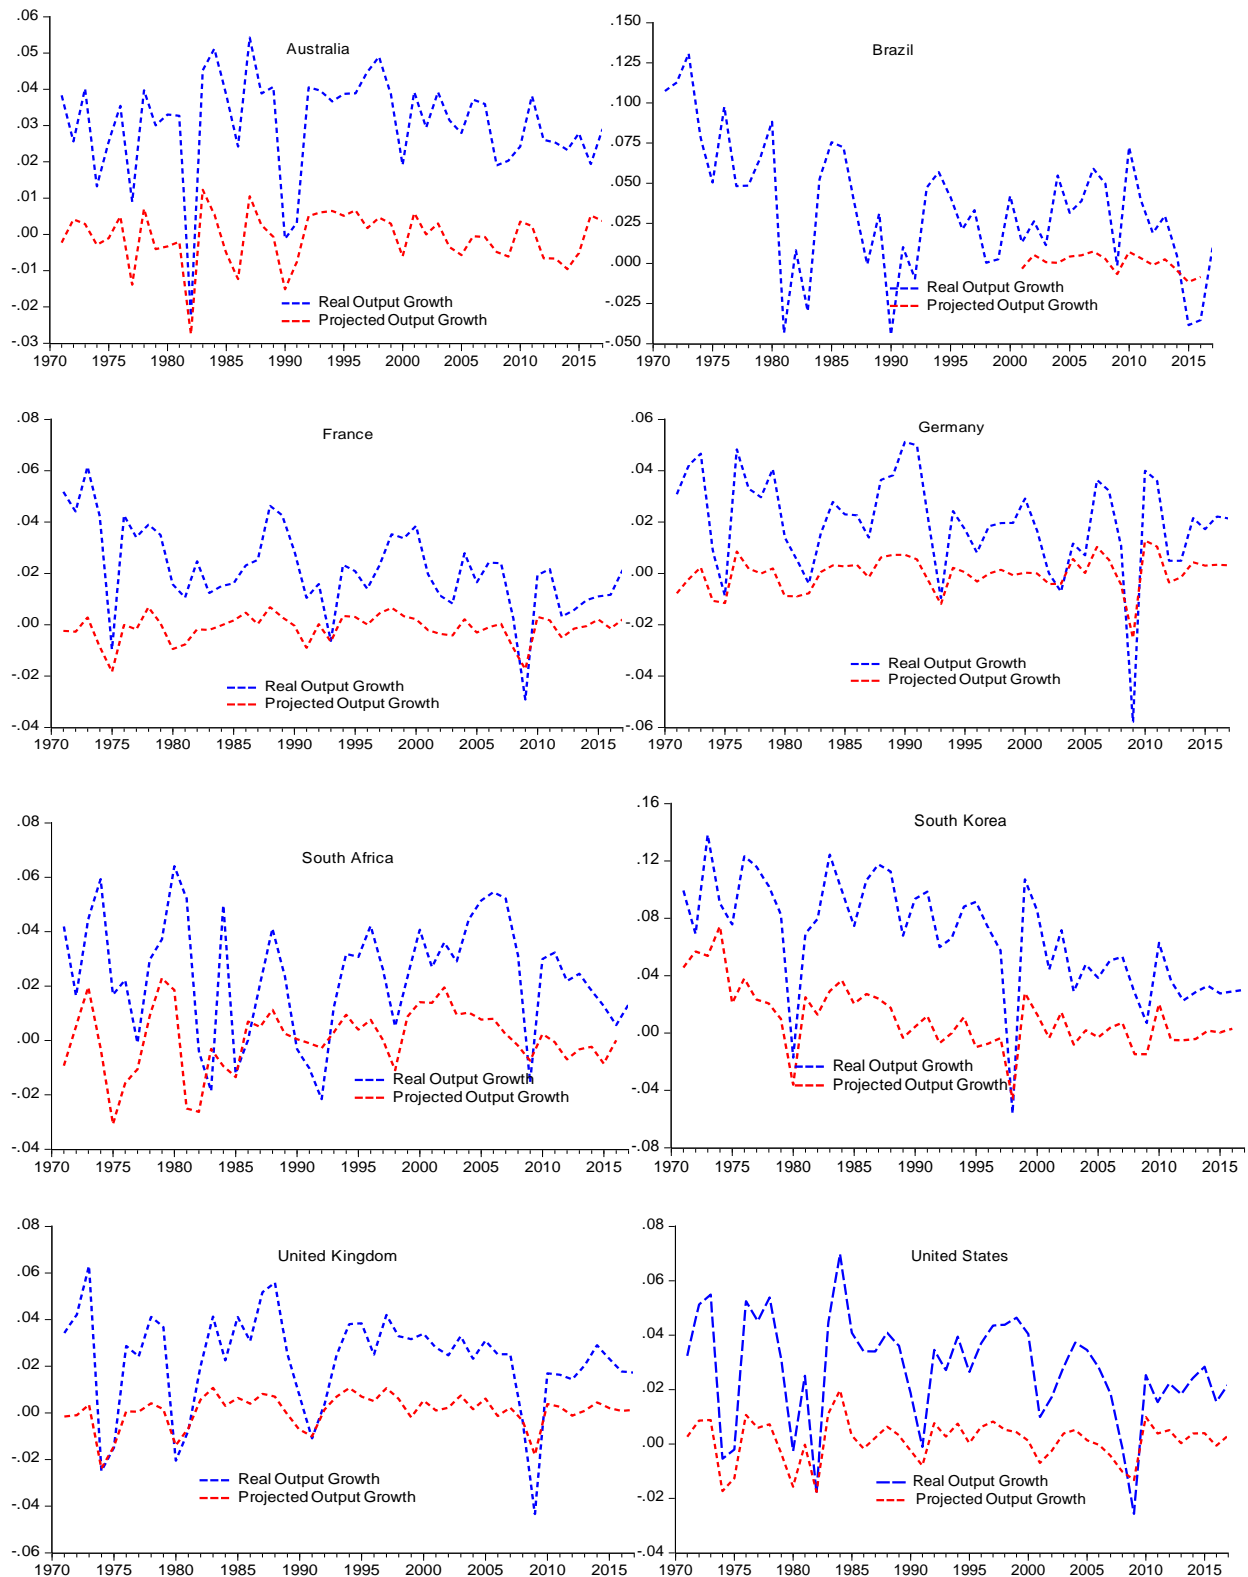 Australia
.06
.05
.04
.03
.02
.01
.00
-.01
-.02
-.03
1970 1975 1980 1985 1990 1995 2000 2005 2010 2015
Real Output Growth
Projected Output Growth
Brazil
.150
.125
.100
.075
.050
.025
.000
-.025
-.050
1970 1975 1980 1985 1990 1995 2000 2005 2010 2015
Real Output Growth
Projected Output Growth
France
.08
.06
.04
.02
.00
-.02
-.04
1970 1975 1980 1985 1990 1995 2000 2005 2010 2015
Real Output Growth
Projected Output Growth
Germany
.06
.04
.02
.00
-.02
-.04
-.06
1970 1975 1980 1985 1990 1995 2000 2005 2010 2015
Real Output Growth
Projected Output Growth
South Africa
.08
.06
.04
.02
.00
-.02
-.04
1970 1975 1980 1985 1990 1995 2000 2005 2010 2015
Real Output Growth
Projected Output Growth
South Korea
.16
.12
.08
.04
.00
-.04
-.08
1970 1975 1980 1985 1990 1995 2000 2005 2010 2015
Real Output Growth
Projected Output Growth
United Kingdom
.08
.06
.04
.02
.00
-.02
-.04
-.06
1970 1975 1980 1985 1990 1995 2000 2005 2010 2015
Real Output Growth
Projected Output Growth
United States
.08
.06
.04
.02
.00
-.02
-.04
1970 1975 1980 1985 1990 1995 2000 2005 2010 2015
Real Output Growth
Projected Output Growth